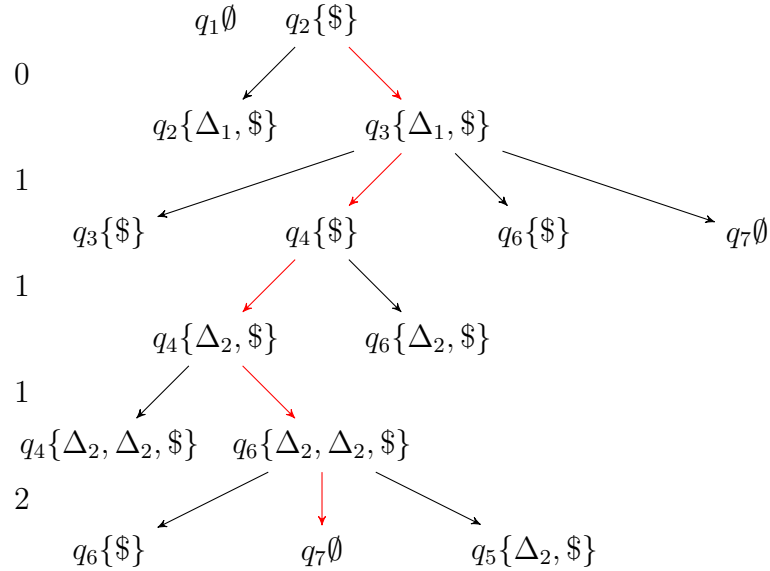 q₁∅ q₂{$}
0
q₂{Δ₁, $} q₃{Δ₁, $}
1
q₃{$} q₄{$} q₆{$} q₇∅
1
q₄{Δ₂, $} q₆{Δ₂, $}
1
q₄{Δ₂, Δ₂, $} q₆{Δ₂, Δ₂, $}
2
q₆{$} q₇∅ q₅{Δ₂, $}